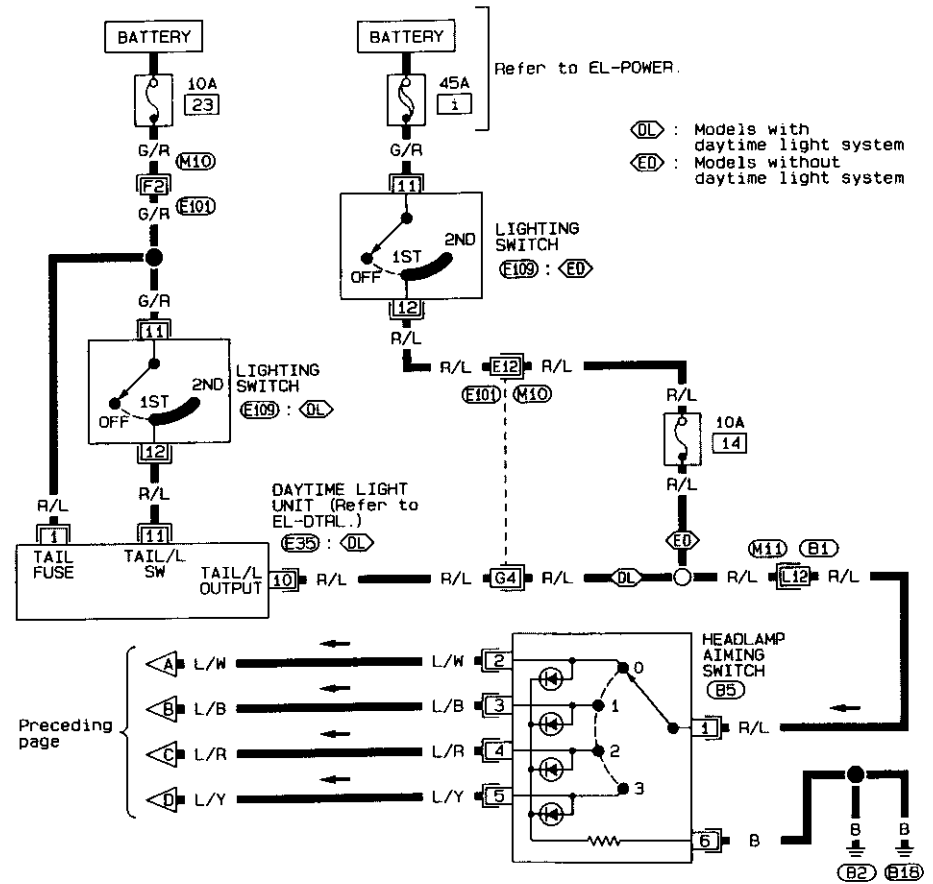 BATTERY
BATTERY
Refer to EL-POWER.
10A
23
45A
i
DL : Models with
daytime light system
ED : Models without
daytime light system
G/R
M10
F2
E101
G/R
G/R
11
LIGHTING
SWITCH
E109 : ED
OFF
1ST
2ND
12
R/L
G/R
11
LIGHTING
SWITCH
E109 : DL
OFF
1ST
2ND
12
R/L
R/L
R/L E12 R/L
E101 M10
R/L
10A
14
R/L
ED
DAYTIME LIGHT
UNIT (Refer to
EL-DTRL.)
E35 : DL
1
TAIL
FUSE
11
TAIL/L
SW
TAIL/L
OUTPUT
10 R/L R/L G4 R/L DL R/L L12 R/L
M11 B1
HEADLAMP
AIMING
SWITCH
B5
Preceding
page
A L/W L/W 2
B L/B L/B 3
C L/R L/R 4
D L/Y L/Y 5
0
1
2
3
1 R/L
6 B
B B
B2 B18